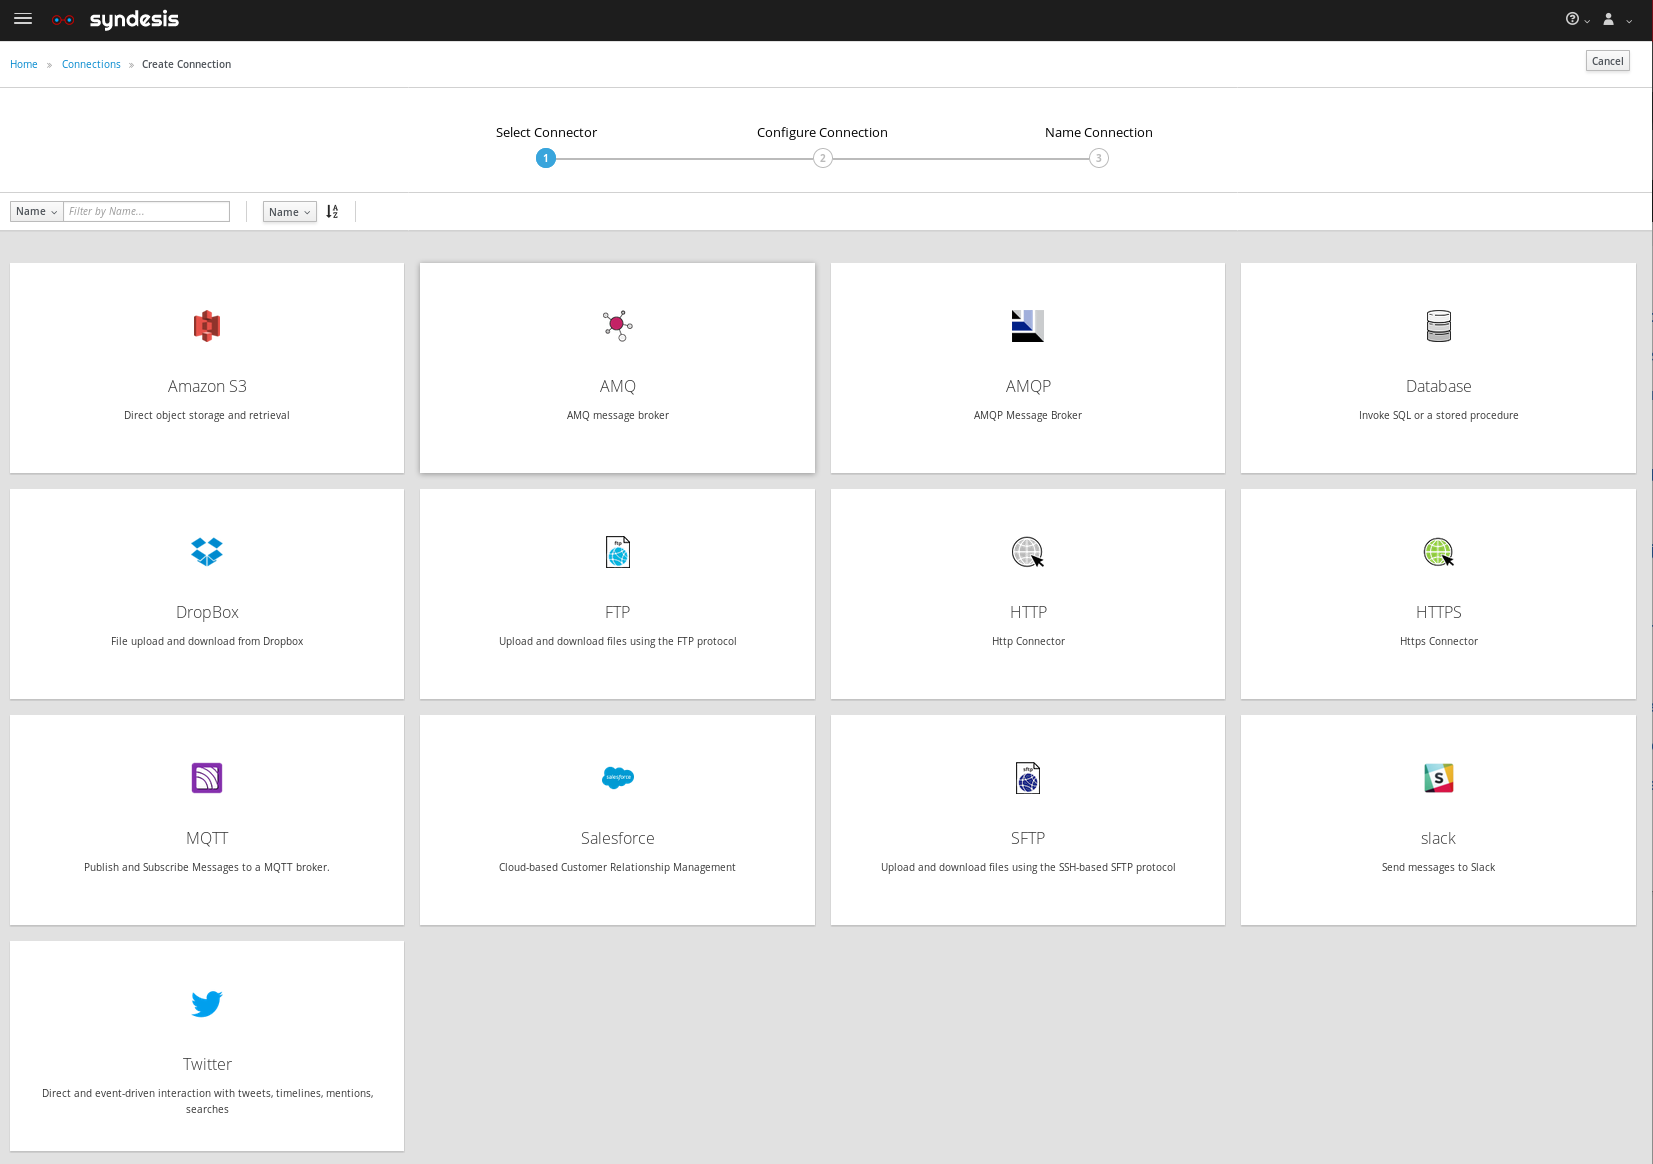 syndesis
Home » Connections » Create Connection
Cancel
Select Connector
Configure Connection
Name Connection
1
2
3
Name
Filter by Name...
Name
Amazon S3
Direct object storage and retrieval
AMQ
AMQ message broker
AMQP
AMQP Message Broker
Database
Invoke SQL or a stored procedure
DropBox
File upload and download from Dropbox
ftp
FTP
Upload and download files using the FTP protocol
HTTP
Http Connector
HTTPS
Https Connector
MQTT
Publish and Subscribe Messages to a MQTT broker.
salesforce
Salesforce
Cloud-based Customer Relationship Management
sftp
SFTP
Upload and download files using the SSH-based SFTP protocol
S
slack
Send messages to Slack
Twitter
Direct and event-driven interaction with tweets, timelines, mentions,
searches